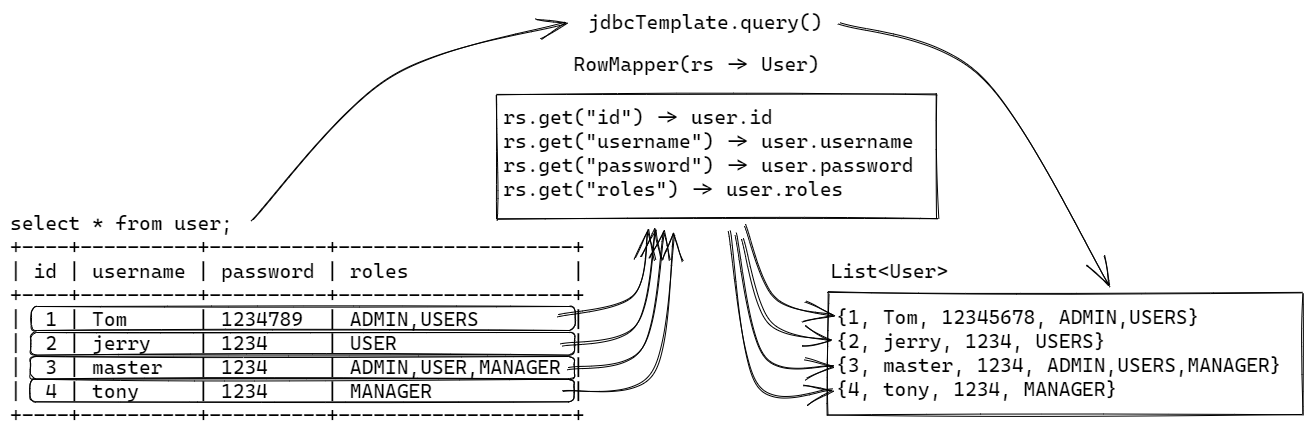 jdbcTemplate.query()
RowMapper(rs → User)
rs.get("id") → user.id
rs.get("username") → user.username
rs.get("password") → user.password
rs.get("roles") → user.roles
select * from user;
+----+----------+----------+---------------------+
| id | username | password | roles |
+----+----------+----------+---------------------+
| 1 | Tom | 1234789 | ADMIN,USERS |
| 2 | jerry | 1234 | USER |
| 3 | master | 1234 | ADMIN,USER,MANAGER |
| 4 | tony | 1234 | MANAGER |
+----+----------+----------+---------------------+
List<User>
{1, Tom, 12345678, ADMIN,USERS}
{2, jerry, 1234, USERS}
{3, master, 1234, ADMIN,USERS,MANAGER}
{4, tony, 1234, MANAGER}